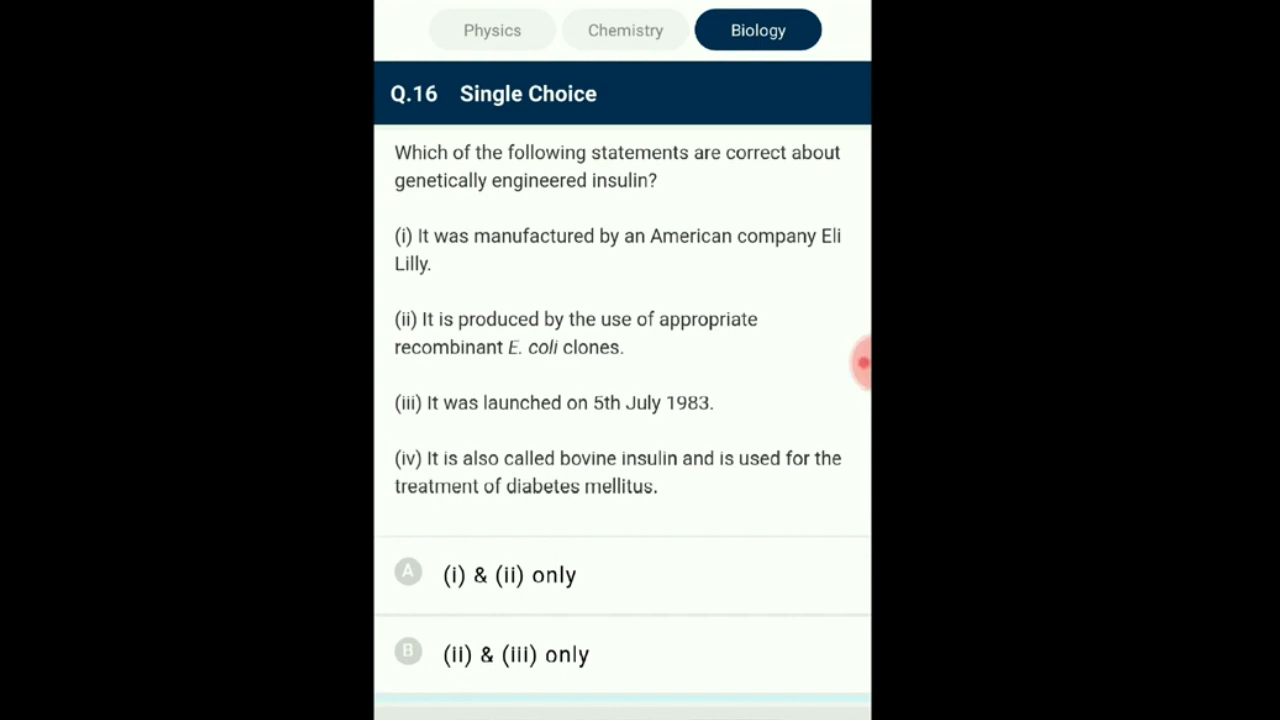 Physics Chemistry Biology
Q.16 Single Choice
Which of the following statements are correct about
genetically engineered insulin?
(i) It was manufactured by an American company Eli
Lilly.
(ii) It is produced by the use of appropriate
recombinant E. coli clones.
(iii) It was launched on 5th July 1983.
(iv) It is also called bovine insulin and is used for the
treatment of diabetes mellitus.
A (i) & (ii) only
B (ii) & (iii) only